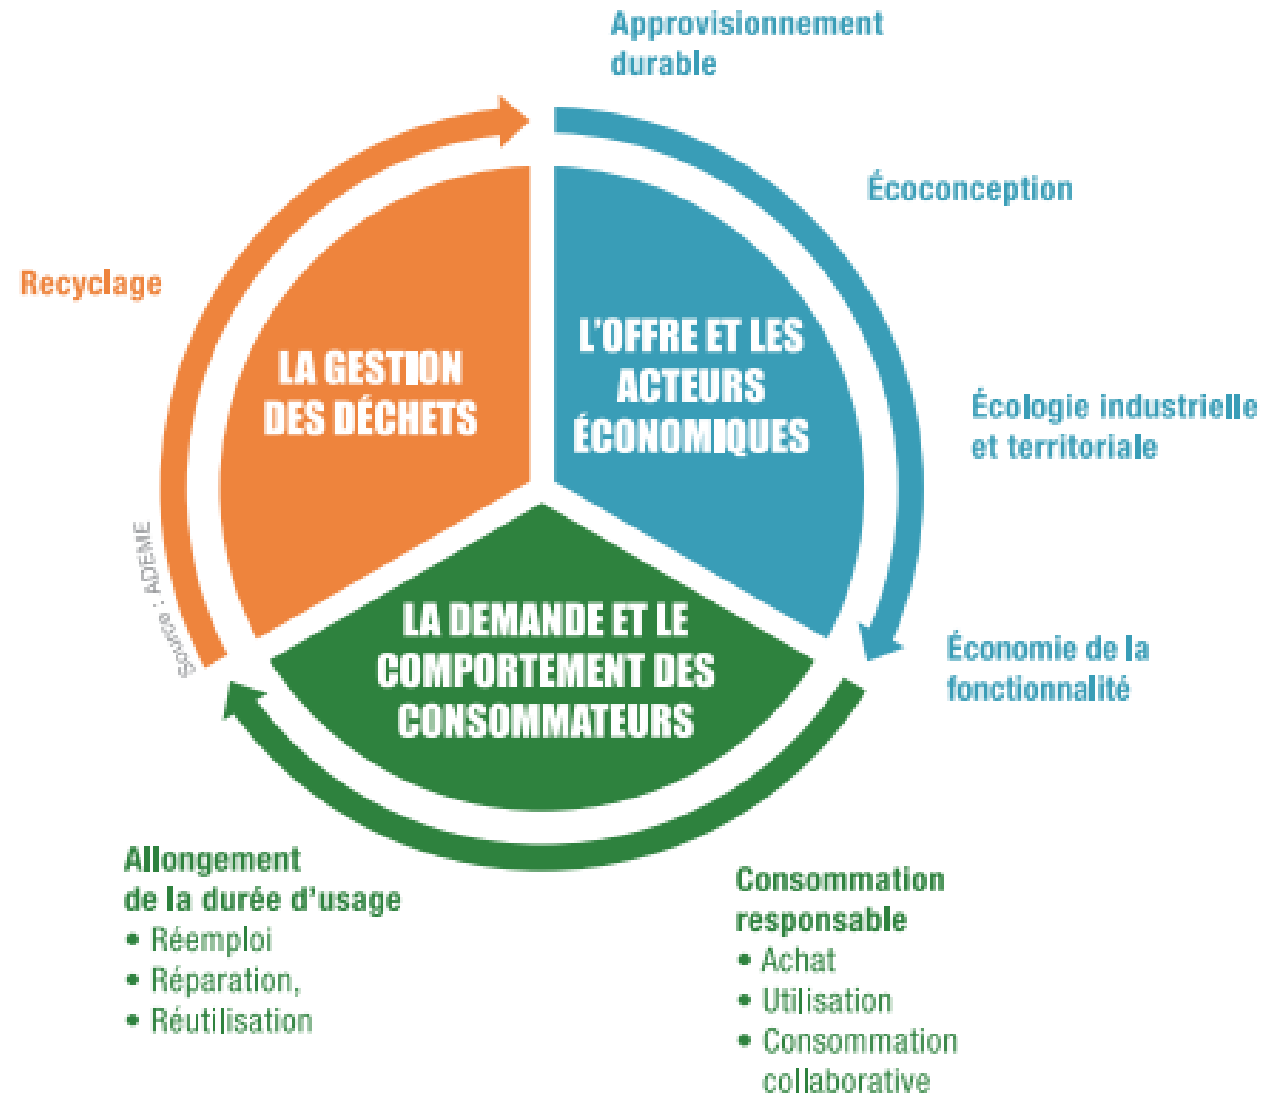 Approvisionnement
durable
Écoconception
Recyclage
L'OFFRE ET LES
ACTEURS
ÉCONOMIQUES
LA GESTION
DES DÉCHETS
Écologie industrielle
et territoriale
Source : ADEME
LA DEMANDE ET LE
COMPORTEMENT DES
CONSOMMATEURS
Économie de la
fonctionnalité
Allongement
de la durée d'usage
• Réemploi
• Réparation,
• Réutilisation
Consommation
responsable
• Achat
• Utilisation
• Consommation
collaborative